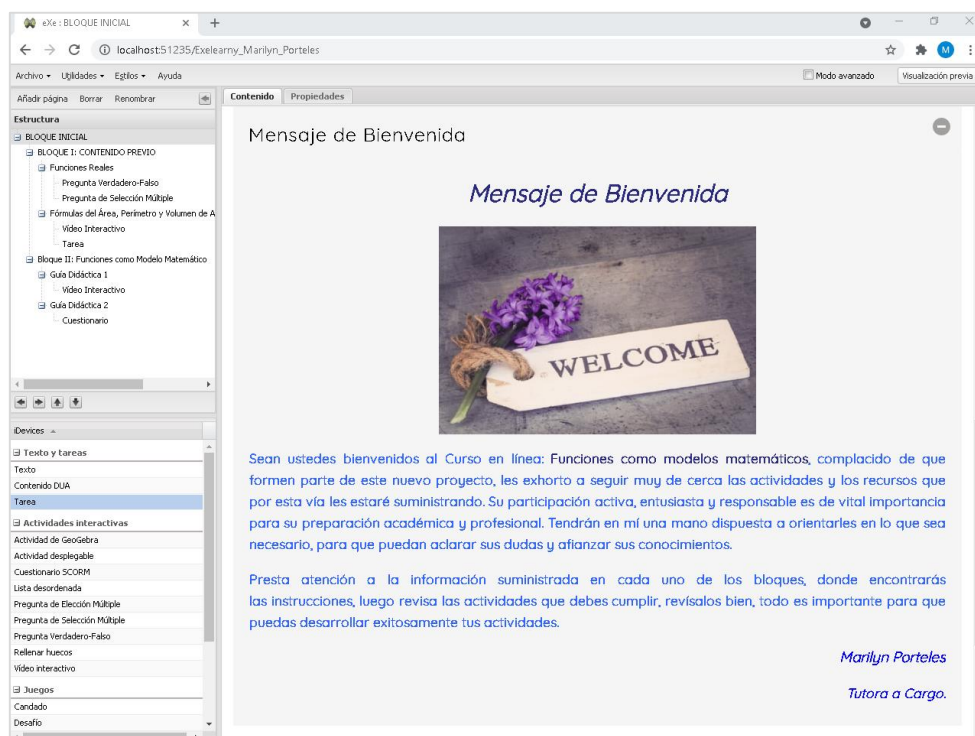 eXe : BLOQUE INICIAL
localhost:51235/Exelearny_Marilyn_Porteles
M
Archivo Utilidades Estilos Ayuda
Modo avanzado
Visualización previa
Añadir página Borrar Renombrar
Contenido Propiedades
Estructura
BLOQUE INICIAL
BLOQUE I: CONTENIDO PREVIO
Funciones Reales
Pregunta Verdadero-Falso
Pregunta de Selección Múltiple
Fórmulas del Área, Perímetro y Volumen de A
Vídeo Interactivo
Tarea
Bloque II: Funciones como Modelo Matemático
Guía Didáctica 1
Vídeo Interactivo
Guía Didáctica 2
Cuestionario
iDevices
Texto y tareas
Texto
Contenido DUA
Tarea
Actividades interactivas
Actividad de GeoGebra
Actividad desplegable
Cuestionario SCORM
Lista desordenada
Pregunta de Elección Múltiple
Pregunta de Selección Múltiple
Pregunta Verdadero-Falso
Rellenar huecos
Vídeo interactivo
Juegos
Candado
Desafío
Mensaje de Bienvenida
Mensaje de Bienvenida
WELCOME
Sean ustedes bienvenidos al Curso en línea: Funciones como modelos matemáticos, complacido de que
formen parte de este nuevo proyecto, les exhorto a seguir muy de cerca las actividades y los recursos que
por esta vía les estaré suministrando. Su participación activa, entusiasta y responsable es de vital importancia
para su preparación académica y profesional. Tendrán en mí una mano dispuesta a orientarles en lo que sea
necesario, para que puedan aclarar sus dudas y afianzar sus conocimientos.
Presta atención a la información suministrada en cada uno de los bloques, donde encontrarás
las instrucciones, luego revisa las actividades que debes cumplir, revísalos bien, todo es importante para que
puedas desarrollar exitosamente tus actividades.
Marilyn Porteles
Tutora a Cargo.